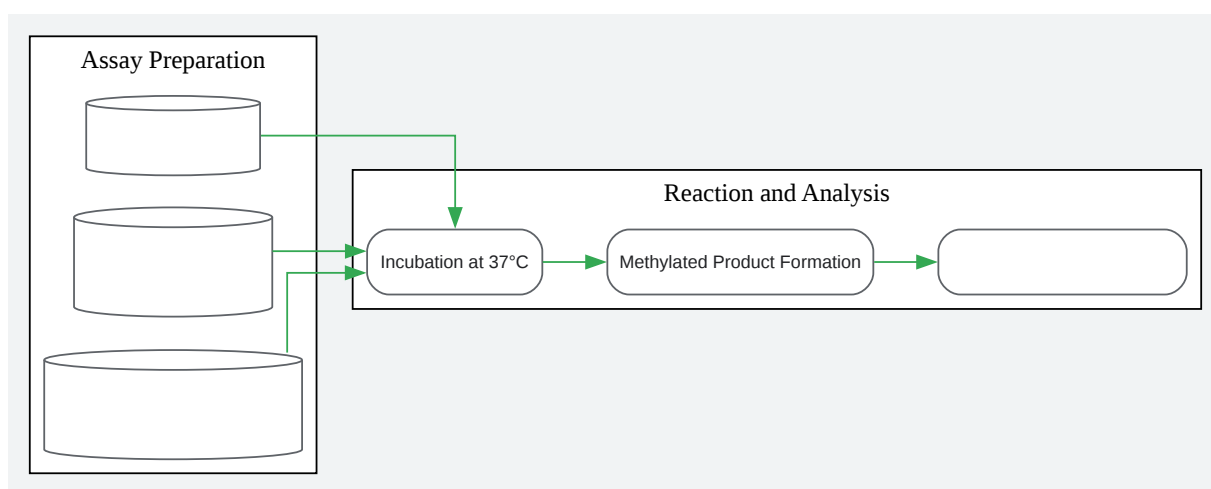 Assay Preparation
Reaction and Analysis
Incubation at 37°C
Methylated Product Formation